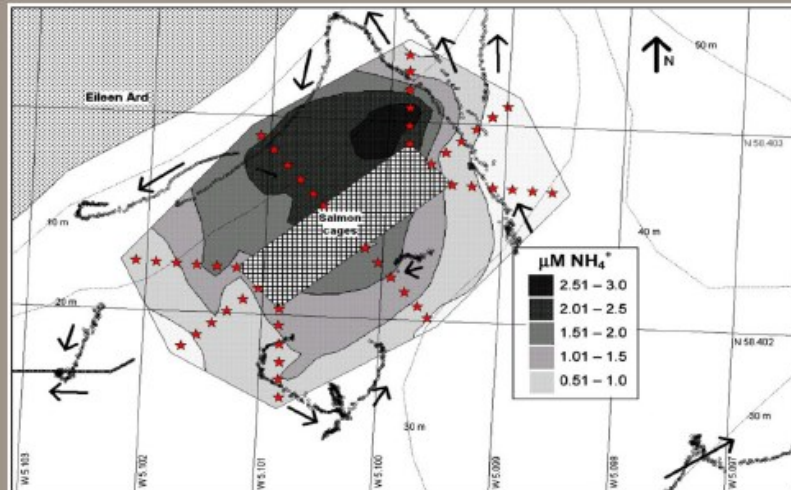 50 m
N
Eileen Ard
N 58.403
Salmon
cages
10 m
40 m
µM NH₄⁺
2.51 – 3.0
2.01 – 2.5
1.51 – 2.0
1.01 – 1.5
0.51 – 1.0
20 m
N 58.402
30 m
30 m
W 5.103
W 5.102
W 5.101
W 5.100
W 5.099
W 5.098
W 5.097